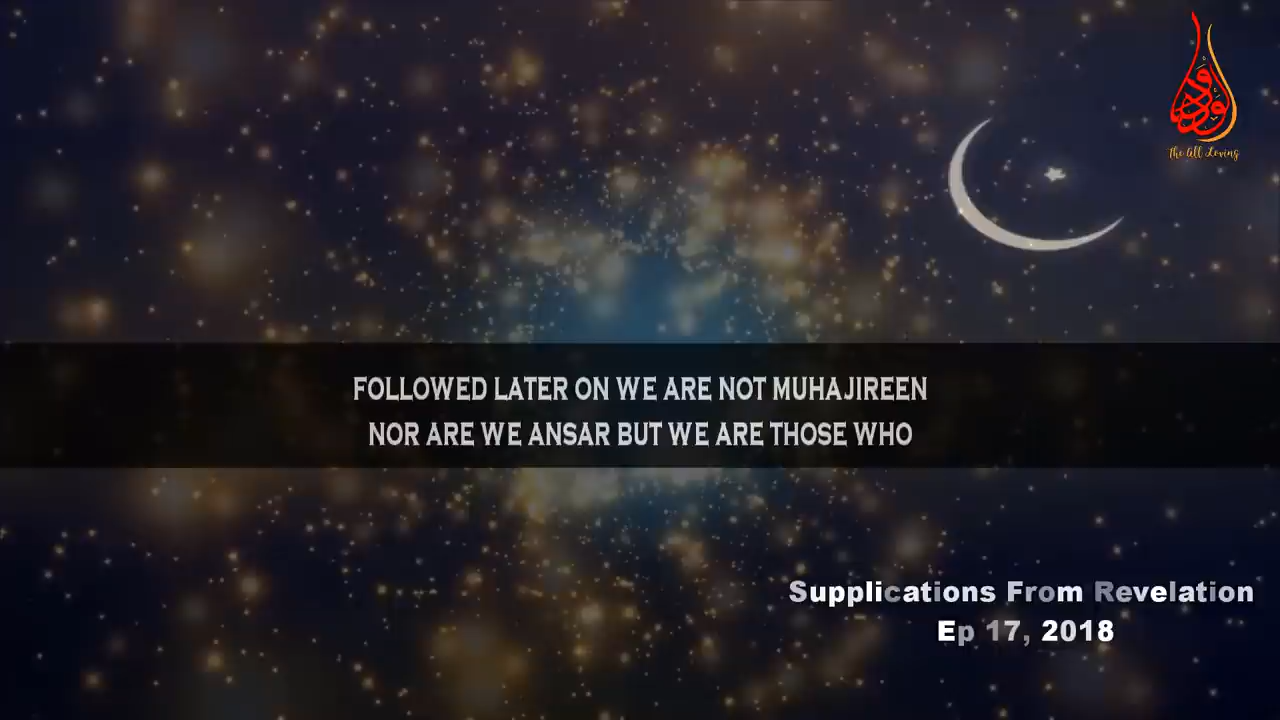 الودود
The All Loving
FOLLOWED LATER ON WE ARE NOT MUHAJIREEN
NOR ARE WE ANSAR BUT WE ARE THOSE WHO
Supplications From Revelation
Ep 17, 2018